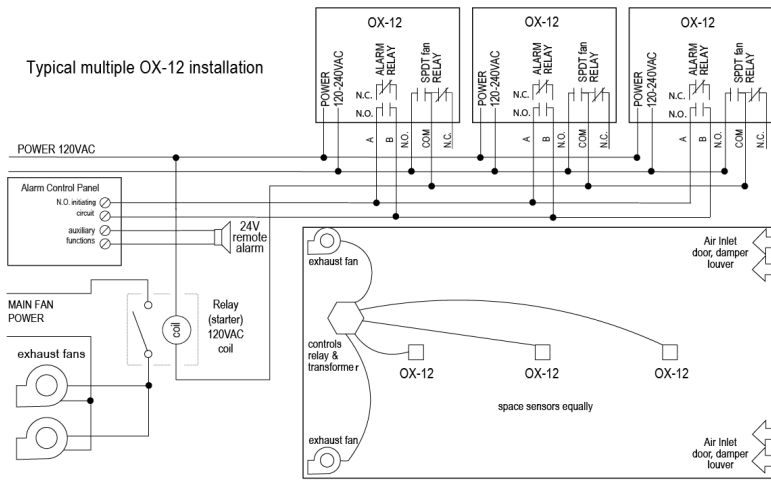 Typical multiple OX-12 installation
OX-12
POWER
120-240VAC
ALARM
RELAY
SPDT fan
RELAY
N.C.
N.O.
A
B
N.O.
COM
N.C.
OX-12
POWER
120-240VAC
ALARM
RELAY
SPDT fan
RELAY
N.C.
N.O.
A
B
N.O.
COM
N.C.
OX-12
POWER
120-240VAC
ALARM
RELAY
SPDT fan
RELAY
N.C.
N.O.
A
B
N.O.
COM
N.C.
POWER 120VAC
Alarm Control Panel
N.O. initiating
circuit
auxiliary
functions
24V
remote
alarm
MAIN FAN
POWER
coil
Relay
(starter)
120VAC
coil
exhaust fans
exhaust fan
controls
relay &
transformer
OX-12
OX-12
OX-12
space sensors equally
exhaust fan
Air Inlet
door, damper
louver
Air Inlet
door, damper
louver